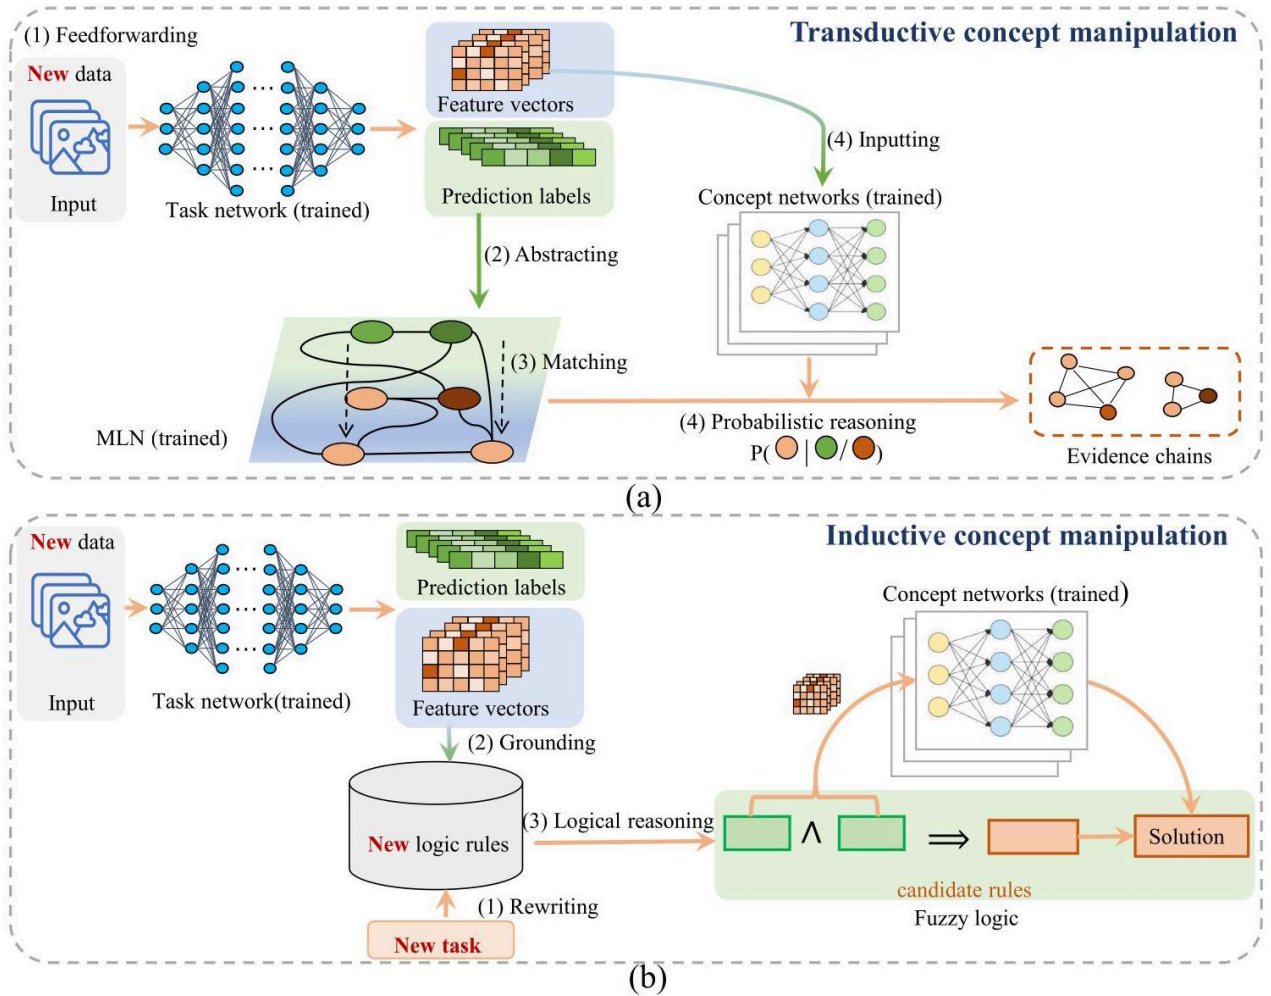 Transductive concept manipulation
(1) Feedforwarding
New data
Input
Task network (trained)
Feature vectors
Prediction labels
(4) Inputting
Concept networks (trained)
(2) Abstracting
(3) Matching
MLN (trained)
(4) Probabilistic reasoning
P( | / )
Evidence chains
(a)
Inductive concept manipulation
New data
Input
Task network(trained)
Prediction labels
Feature vectors
Concept networks (trained)
(2) Grounding
New logic rules
(3) Logical reasoning
∧ ⇒
Solution
candidate rules
Fuzzy logic
(1) Rewriting
New task
(b)